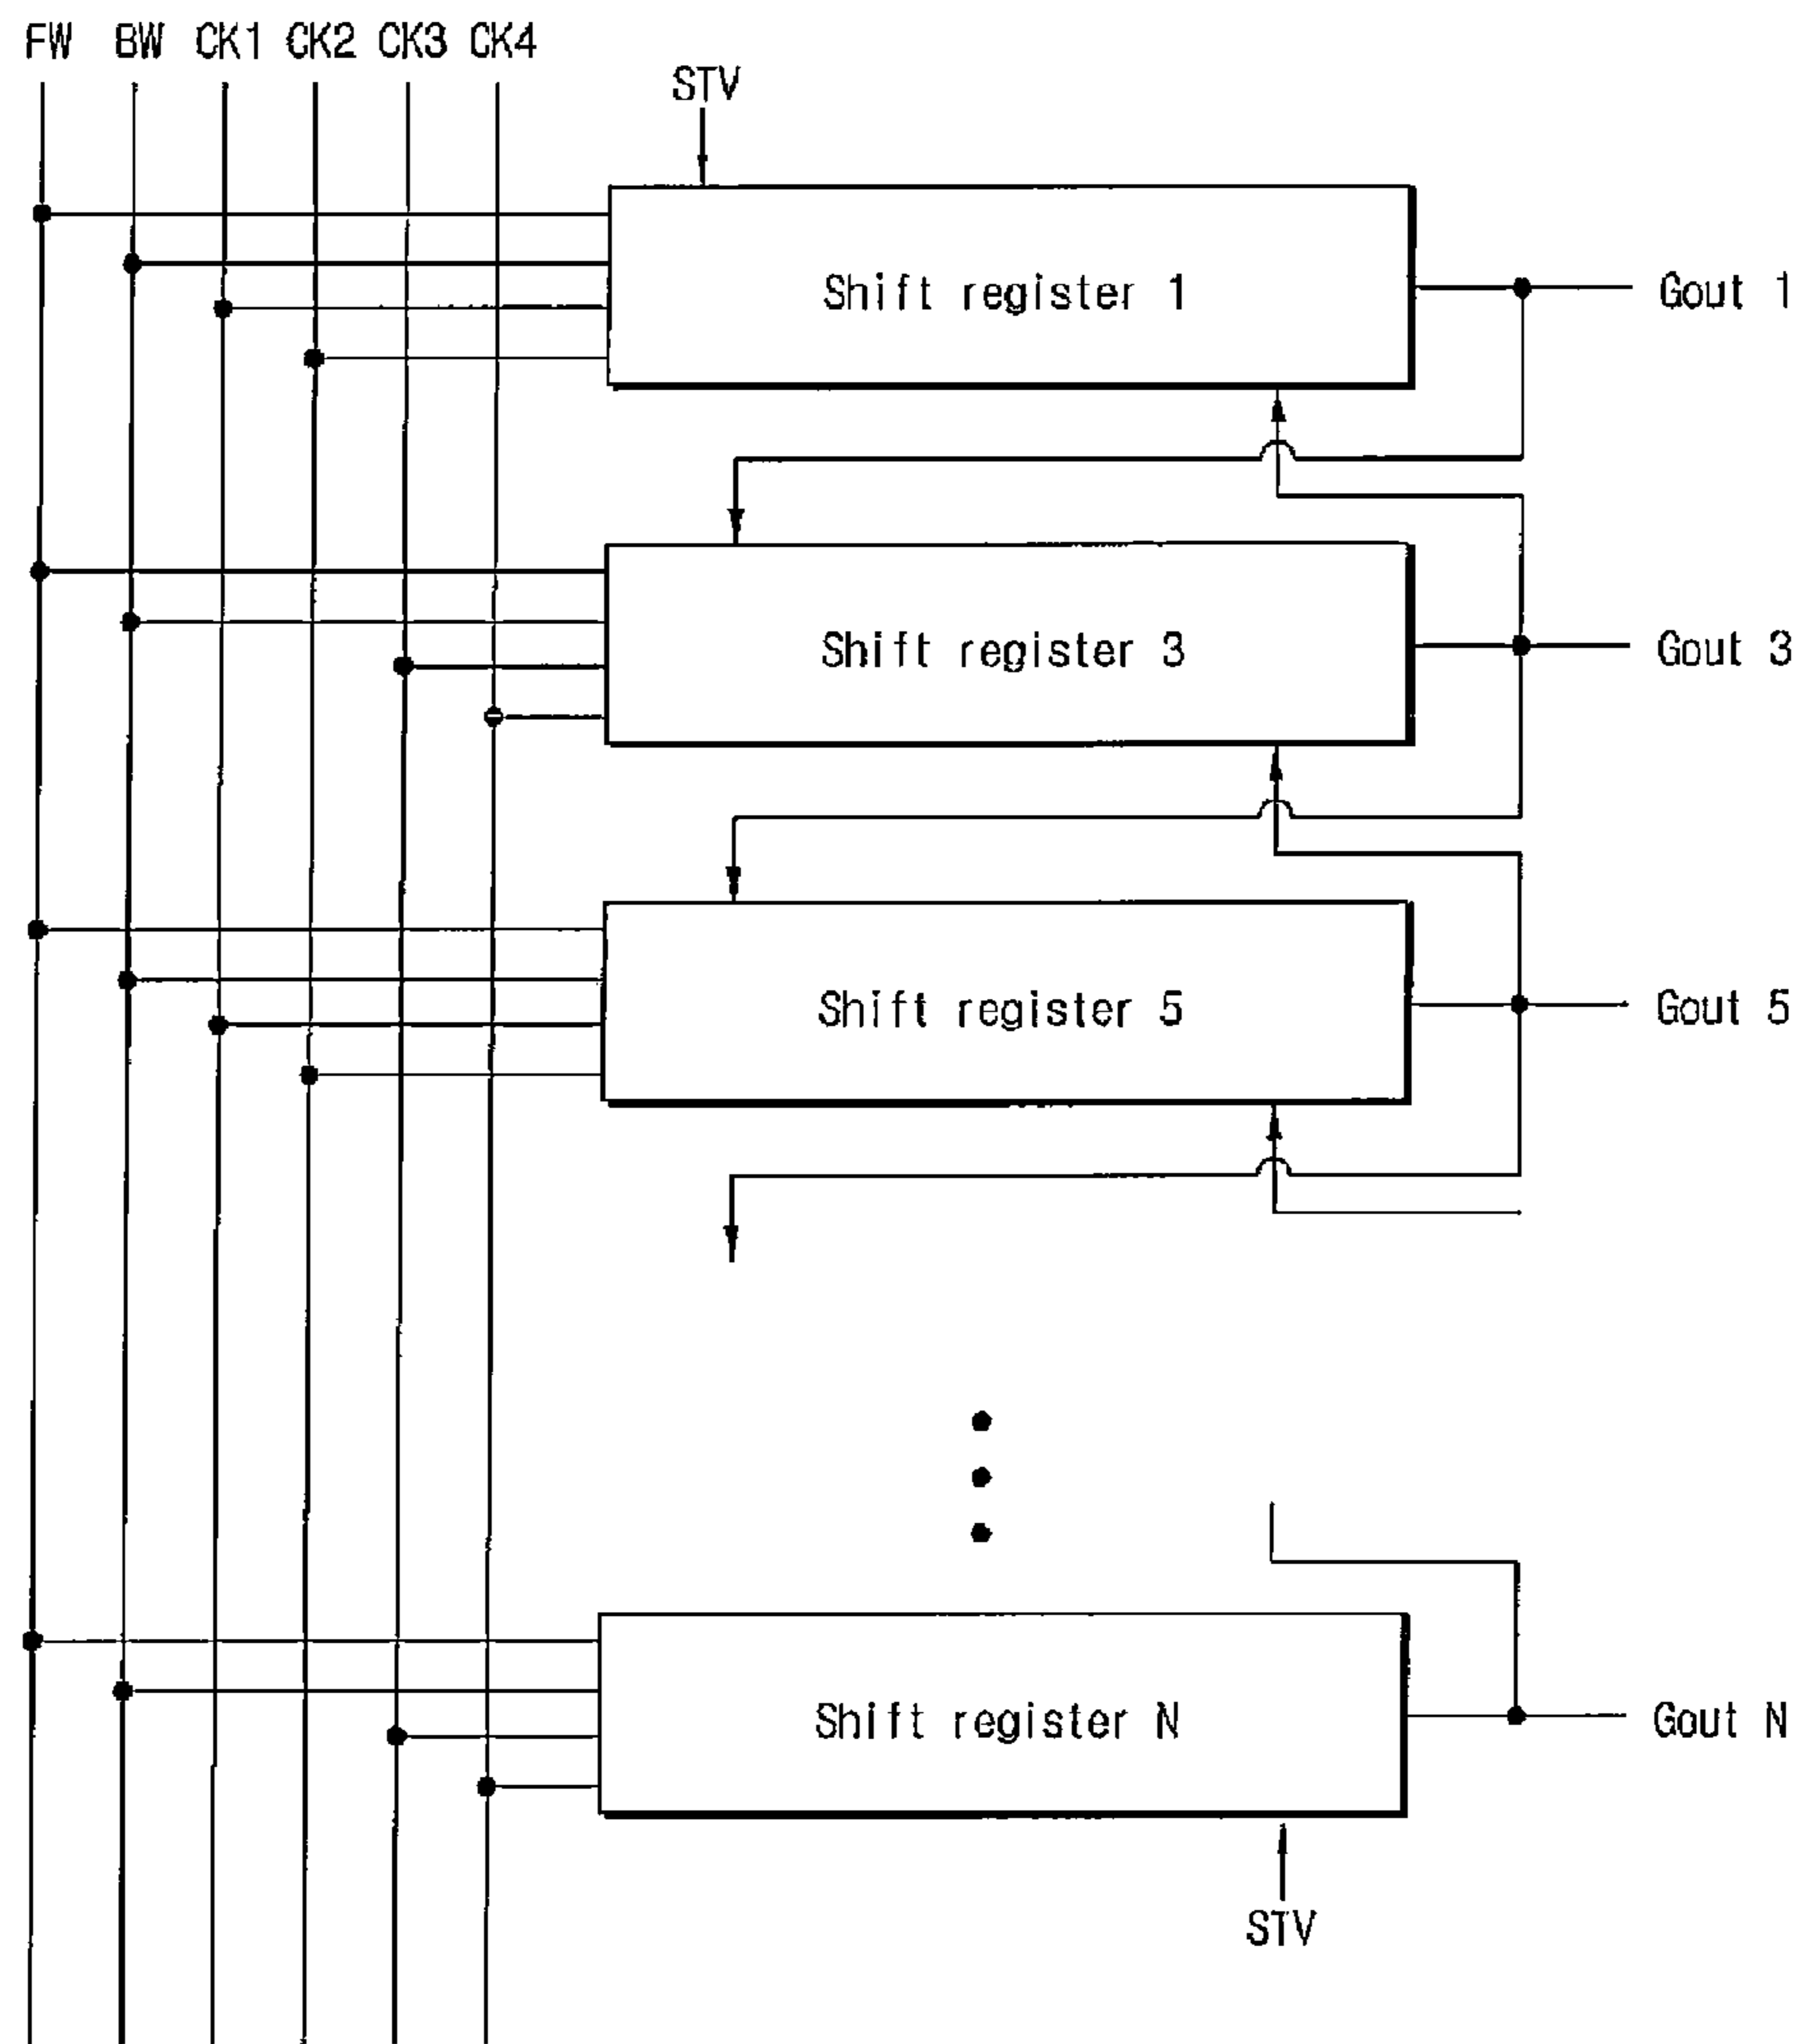 FW BW CK1 CK2 CK3 CK4
STV
Shift register 1
Gout 1
Shift register 3
Gout 3
Shift register 5
Gout 5
Shift register N
Gout N
STV